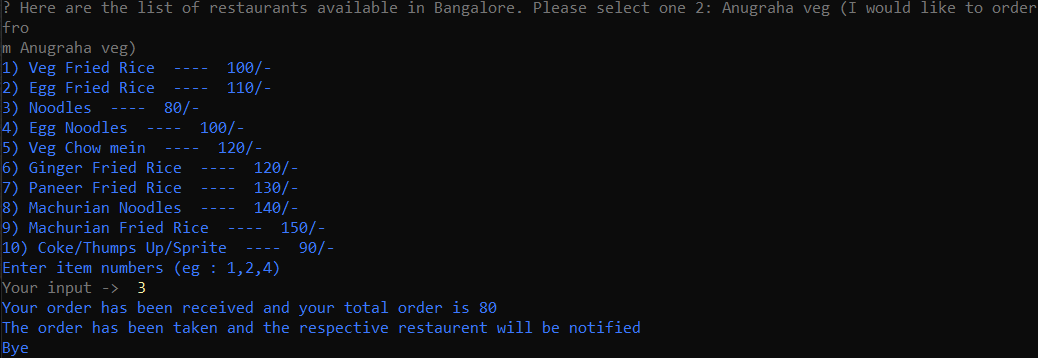 ? Here are the list of restaurants available in Bangalore. Please select one 2: Anugraha veg (I would like to order
fro
m Anugraha veg)
1) Veg Fried Rice  ----  100/-
2) Egg Fried Rice  ----  110/-
3) Noodles  ----  80/-
4) Egg Noodles  ----  100/-
5) Veg Chow mein  ----  120/-
6) Ginger Fried Rice  ----  120/-
7) Paneer Fried Rice  ----  130/-
8) Machurian Noodles  ----  140/-
9) Machurian Fried Rice  ----  150/-
10) Coke/Thumps Up/Sprite  ----  90/-
Enter item numbers (eg : 1,2,4)
Your input ->  3
Your order has been received and your total order is 80
The order has been taken and the respective restaurent will be notified
Bye